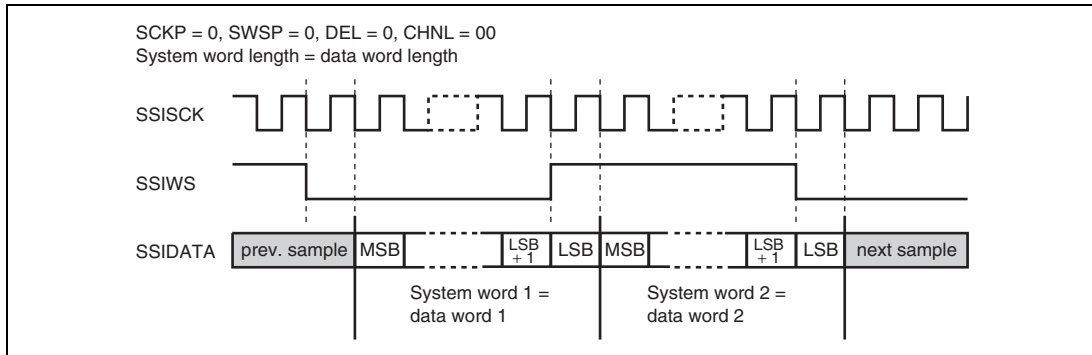 SCKP = 0, SWSP = 0, DEL = 0, CHNL = 00
System word length = data word length
SSISCK
SSIWS
SSIDATA
prev. sample
MSB
LSB
+ 1
LSB
MSB
LSB
+ 1
LSB
next sample
System word 1 =
data word 1
System word 2 =
data word 2